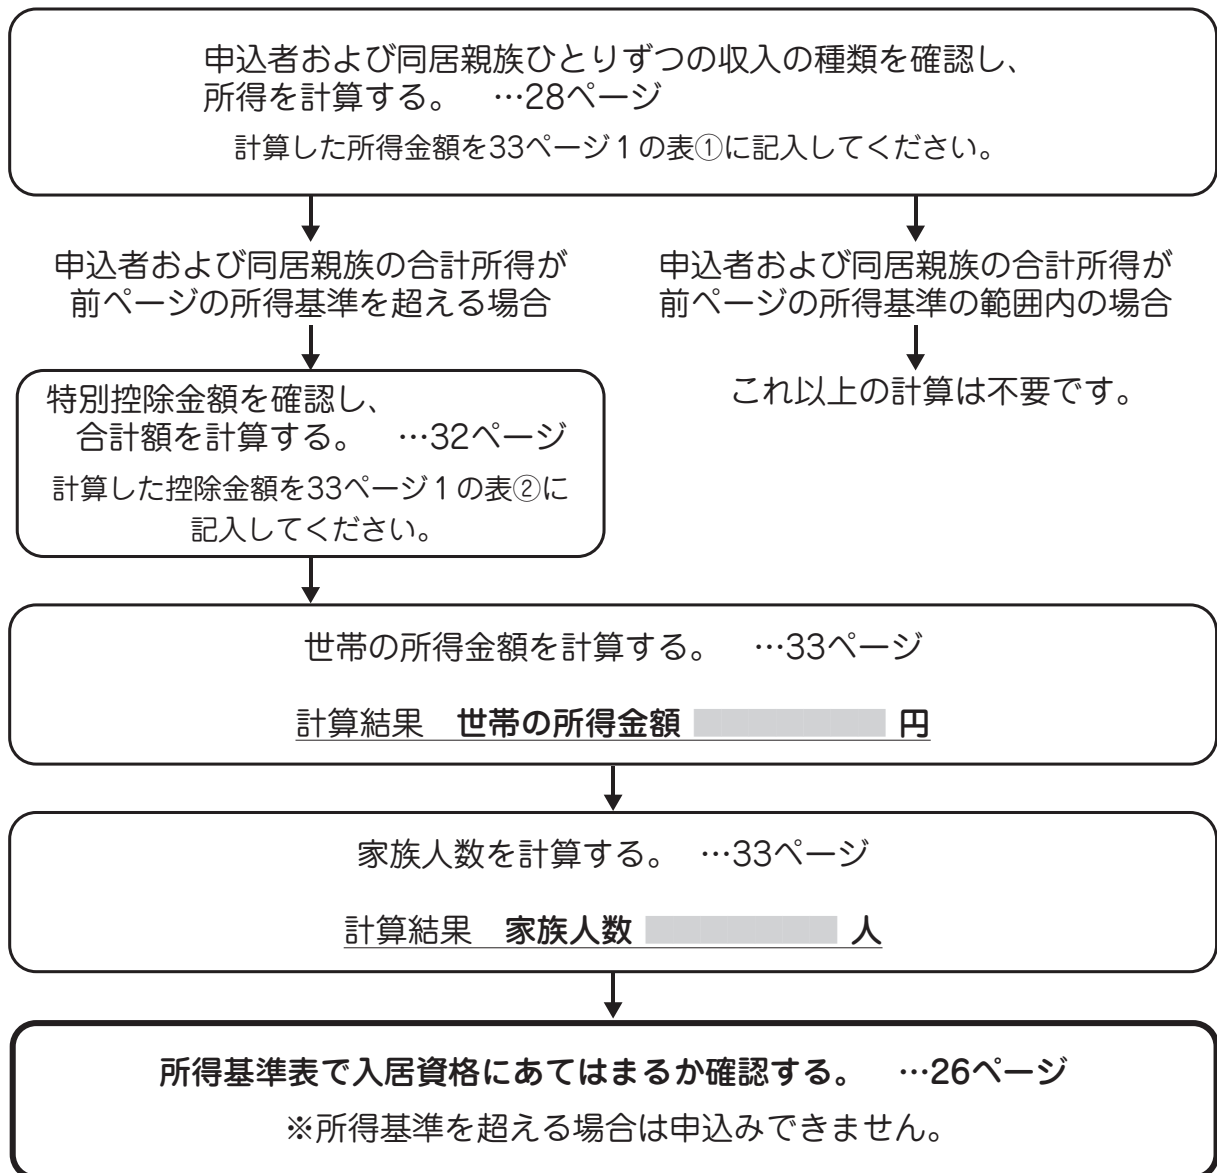 申込者および同居親族ひとりずつの収入の種類を確認し、
所得を計算する。　…28ページ
計算した所得金額を33ページ１の表①に記入してください。
申込者および同居親族の合計所得が
前ページの所得基準を超える場合
申込者および同居親族の合計所得が
前ページの所得基準の範囲内の場合
特別控除金額を確認し、
合計額を計算する。　…32ページ
計算した控除金額を33ページ１の表②に
記入してください。
これ以上の計算は不要です。
世帯の所得金額を計算する。　…33ページ
計算結果　世帯の所得金額　円
家族人数を計算する。　…33ページ
計算結果　家族人数　人
所得基準表で入居資格にあてはまるか確認する。　…26ページ
※所得基準を超える場合は申込みできません。